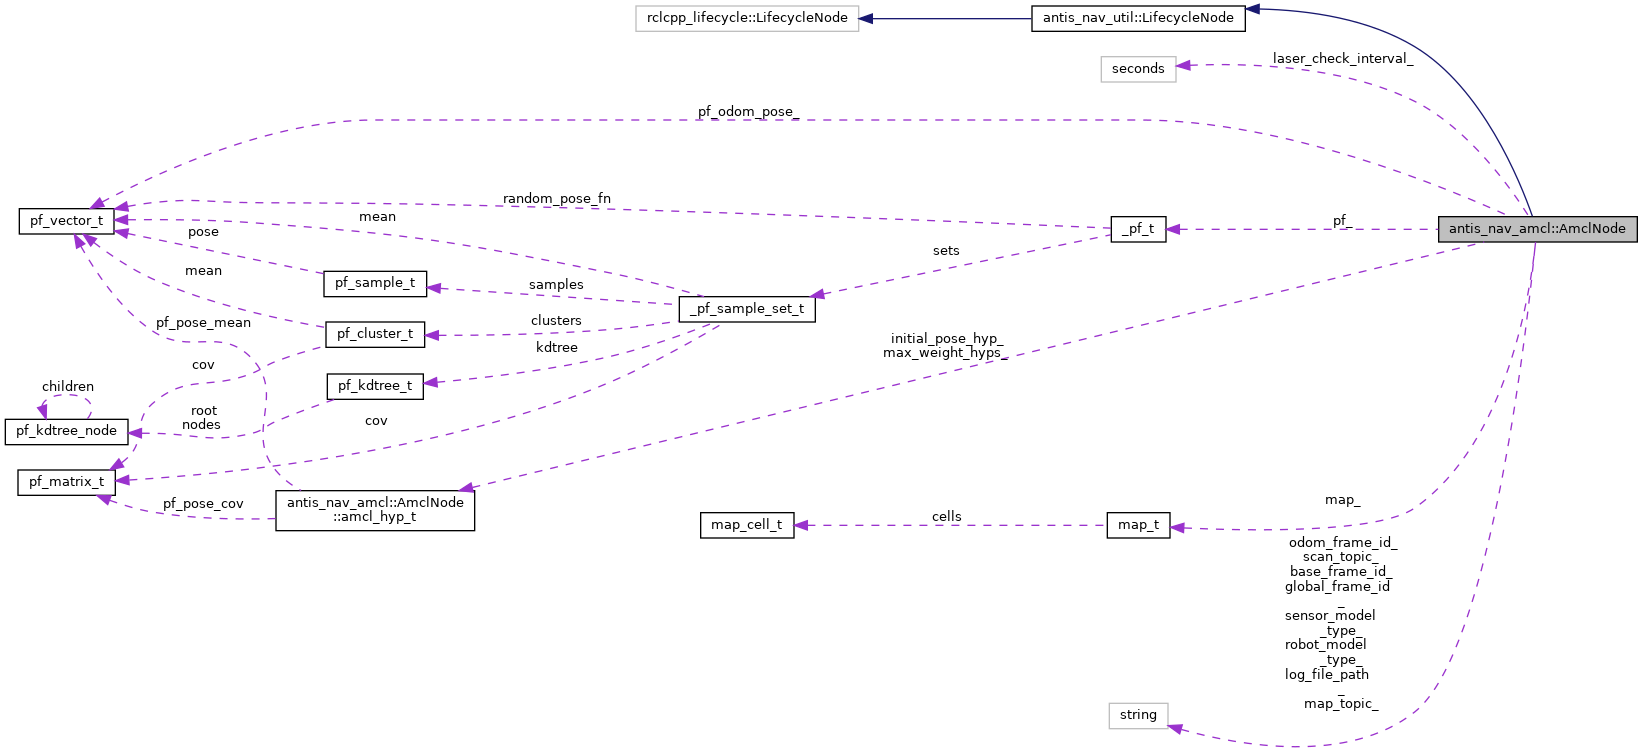 rclcpp_lifecycle::LifecycleNode
antis_nav_util::LifecycleNode
laser_check_interval_
seconds
pf_odom_pose_
random_pose_fn
mean
pf_vector_t
pf_
_pf_t
antis_nav_amcl::AmclNode
pose
sets
mean
pf_sample_t
samples
_pf_sample_set_t
pf_pose_mean
clusters
pf_cluster_t
initial_pose_hyp_
max_weight_hyps_
kdtree
cov
children
pf_kdtree_t
root
nodes
cov
pf_kdtree_node
pf_matrix_t
pf_pose_cov
antis_nav_amcl::AmclNode
::amcl_hyp_t
map_
map_cell_t
cells
map_t
odom_frame_id_
scan_topic_
base_frame_id_
global_frame_id
_
sensor_model
_type_
robot_model
_type_
log_file_path
_
map_topic_
string